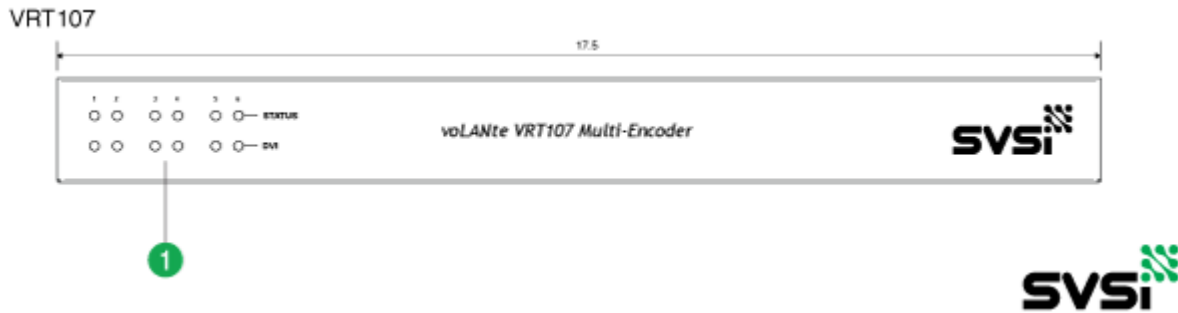 VRT107
17.5
1 2 3 4 5 6
STATUS
voLANte VRT107 Multi-Encoder
SVSi
DVI
1
SVSi